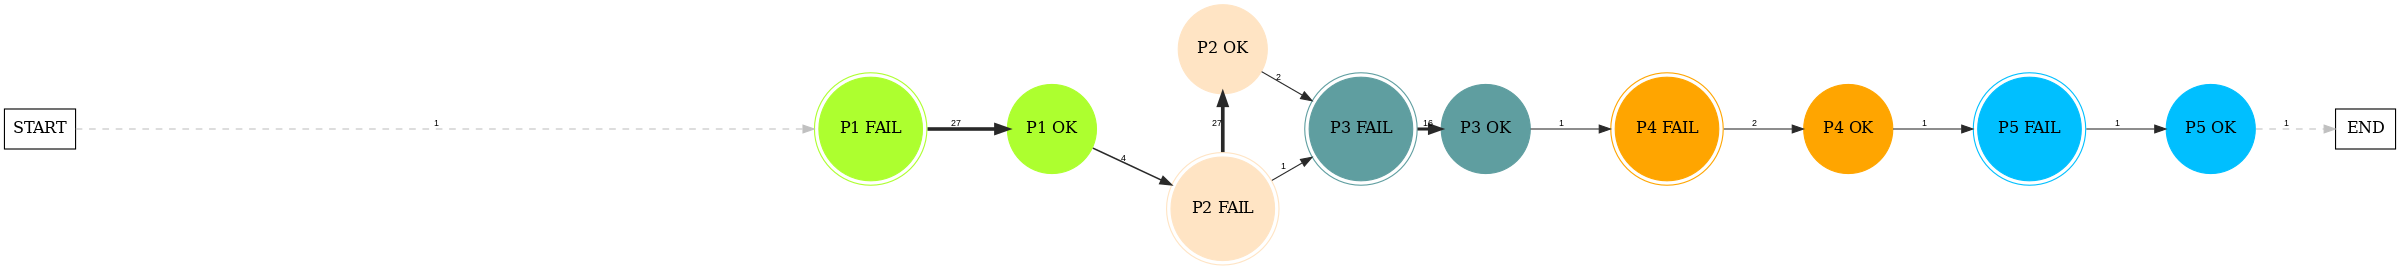 START
1
P1 FAIL
27
P1 OK
4
P2 OK
27
P2 FAIL
2
1
P3 FAIL
16
P3 OK
1
P4 FAIL
2
P4 OK
1
P5 FAIL
1
P5 OK
1
END